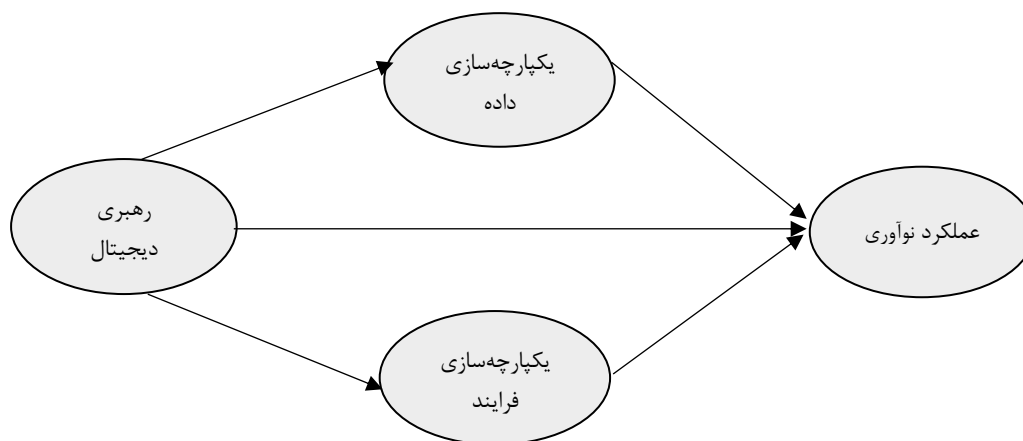 یکپارچه‌سازی
داده
رهبری
دیجیتال
عملکرد نوآوری
یکپارچه‌سازی
فرایند